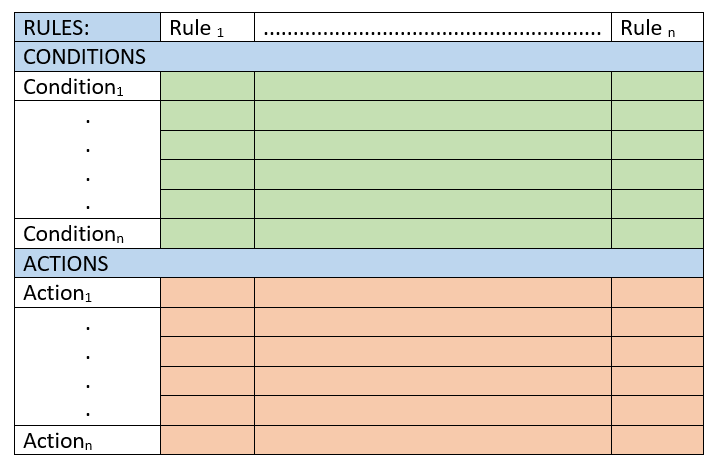 RULES: Rule 1 ......................................................... Rule n
CONDITIONS
Condition1
.
.
.
.
Conditionn
ACTIONS
Action1
.
.
.
.
Actionn